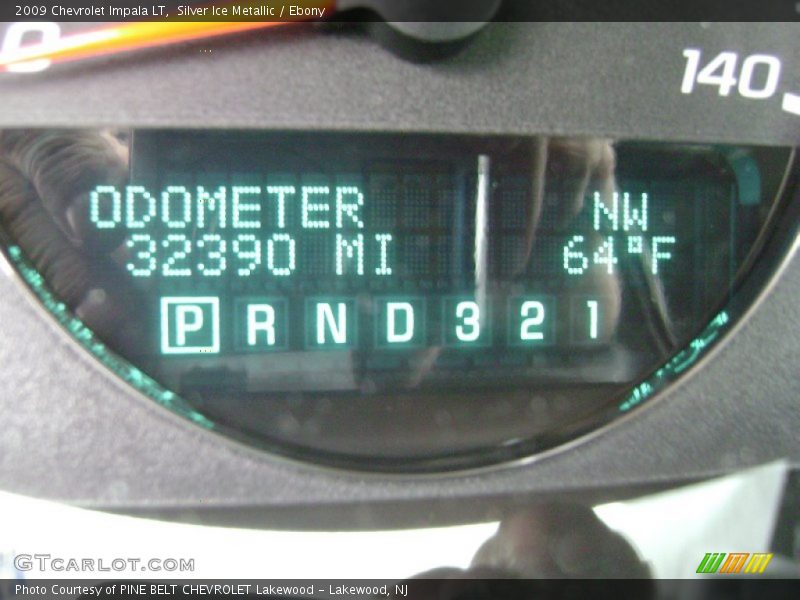 2009 Chevrolet Impala LT, Silver Ice Metallic / Ebony
0
140
ODOMETER NW
32390 MI 64°F
P R N D 3 2 1
GTCARLOT.COM
Photo Courtesy of PINE BELT CHEVROLET Lakewood – Lakewood, NJ